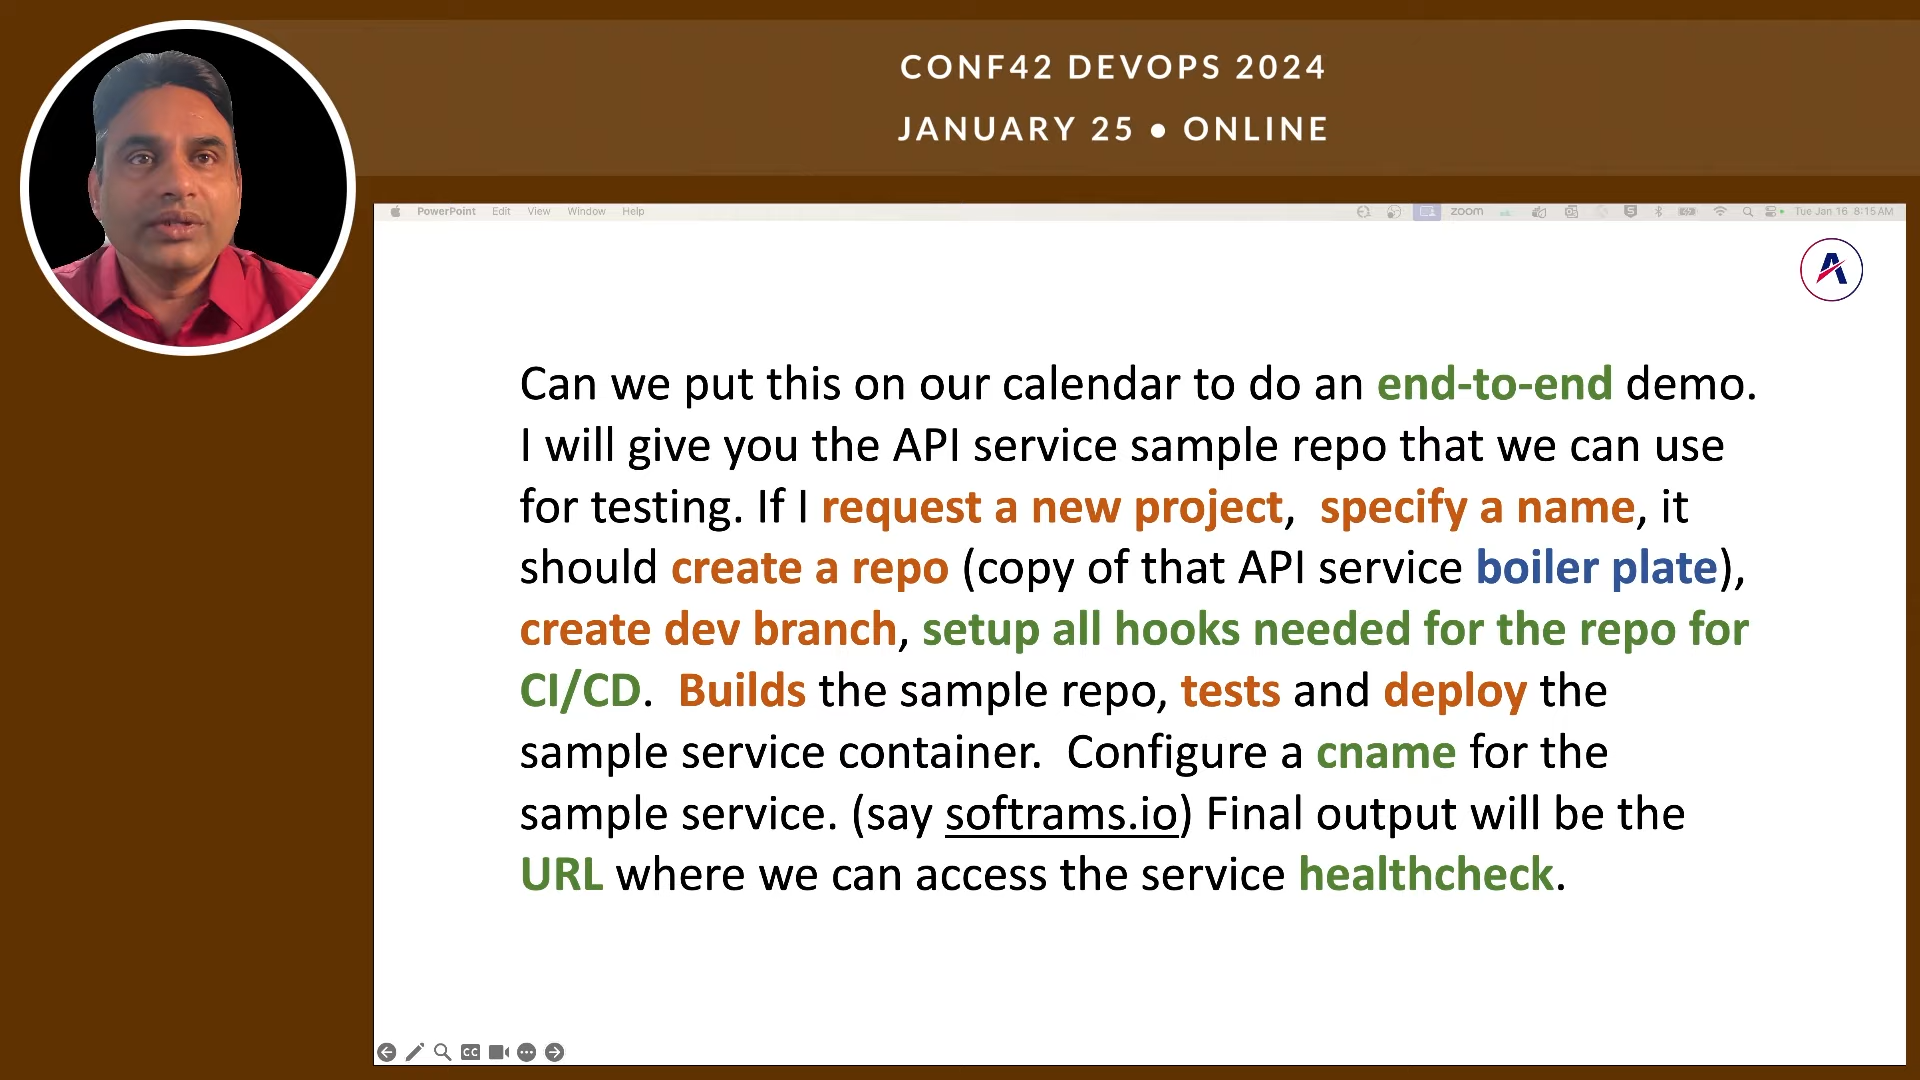 CONF42 DEVOPS 2024
JANUARY 25 ● ONLINE
PowerPoint Edit View Window Help
zoom Tue Jan 16 8:15 AM
A
Can we put this on our calendar to do an end-to-end demo.
I will give you the API service sample repo that we can use
for testing. If I request a new project, specify a name, it
should create a repo (copy of that API service boiler plate),
create dev branch, setup all hooks needed for the repo for
CI/CD. Builds the sample repo, tests and deploy the
sample service container. Configure a cname for the
sample service. (say softrams.io) Final output will be the
URL where we can access the service healthcheck.
CC